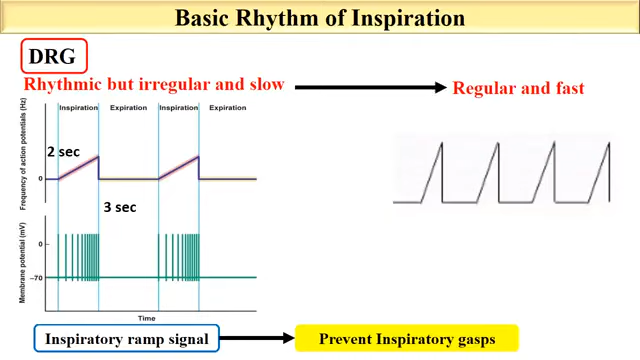 Basic Rhythm of Inspiration
DRG
Rhythmic but irregular and slow
Regular and fast
Inspiration Expiration Inspiration Expiration
Frequency of action potentials (Hz)
2 sec
0
3 sec
Membrane potential (mV)
0
–70
Time
Inspiratory ramp signal
Prevent Inspiratory gasps